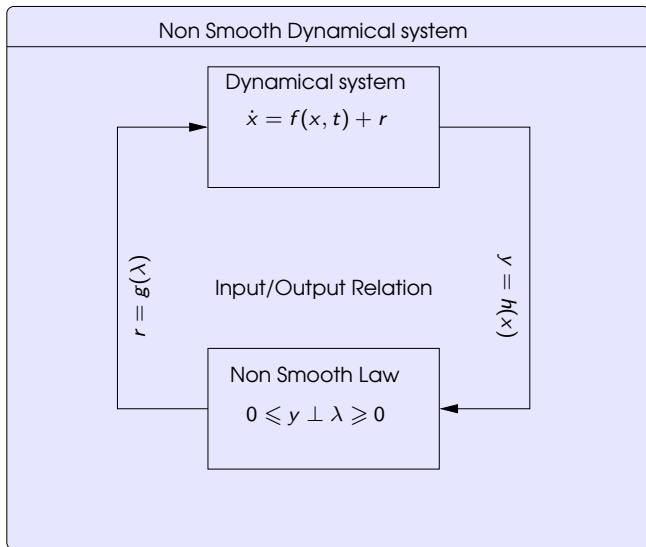 Non Smooth Dynamical system
Dynamical system
ẋ = f(x, t) + r
r = g(λ)
Input/Output Relation
y = h(x)
Non Smooth Law
0 ⩽ y ⊥ λ ⩾ 0